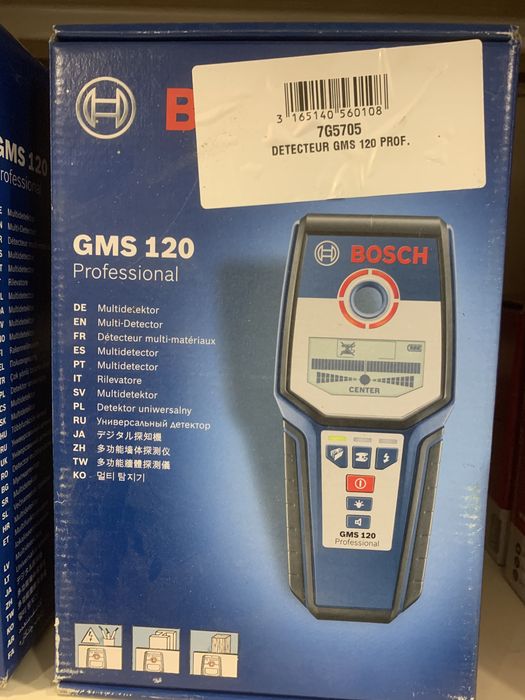 3 165140 560108
7G5705
DETECTEUR GMS 120 PROF.
B
GMS 120
Professional
DE Multidetektor
EN Multi-Detector
FR Détecteur multi-matériaux
ES Multidetector
PT Multidetector
IT Rilevatore
SV Multidetektor
PL Detektor uniwersalny
RU Универсальный детектор
JA デジタル探知機
ZH 多功能墙体探测仪
TW 多功能牆體探測儀
KO 멀티 탐지기
BOSCH
CENTER
GMS 120
Professional
GMS 120